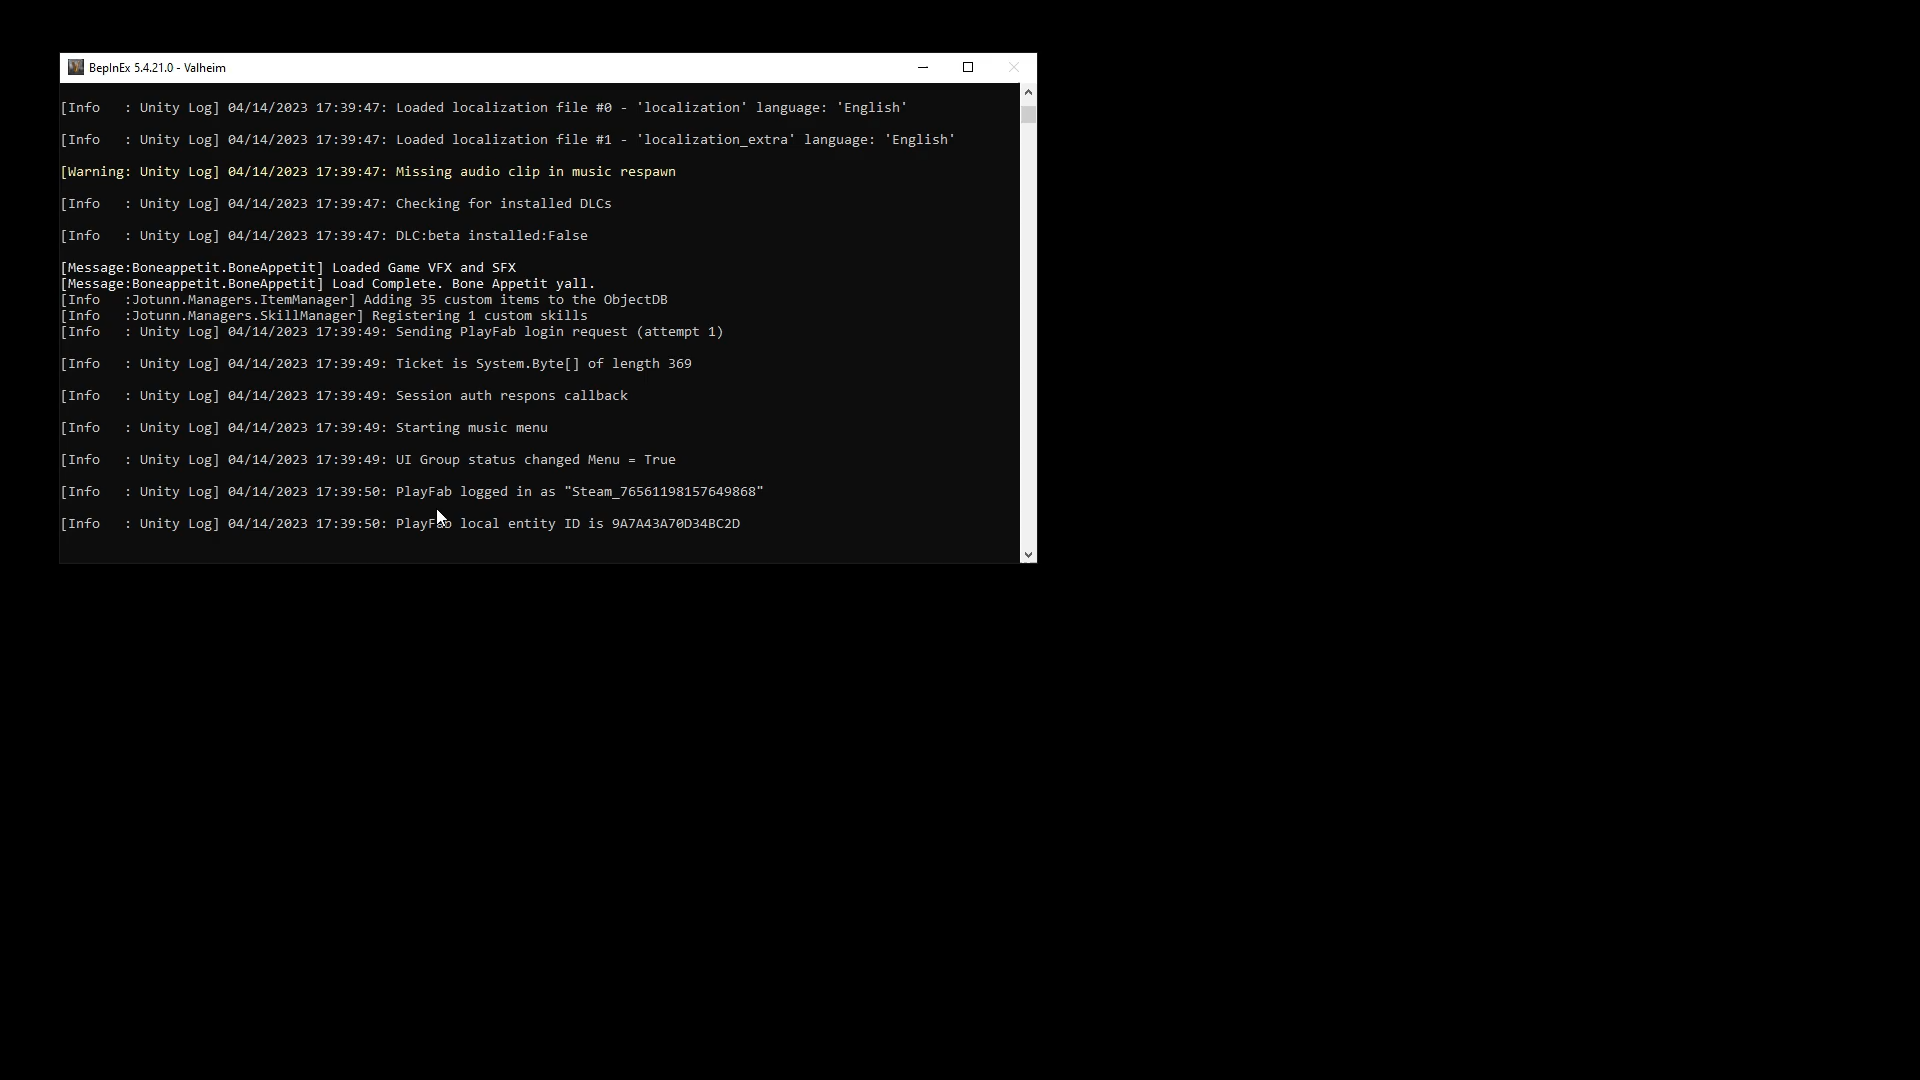 BepInEx 5.4.21.0 - Valheim
[Info   : Unity Log] 04/14/2023 17:39:47: Loaded localization file #0 - 'localization' language: 'English'
[Info   : Unity Log] 04/14/2023 17:39:47: Loaded localization file #1 - 'localization_extra' language: 'English'
[Warning: Unity Log] 04/14/2023 17:39:47: Missing audio clip in music respawn
[Info   : Unity Log] 04/14/2023 17:39:47: Checking for installed DLCs
[Info   : Unity Log] 04/14/2023 17:39:47: DLC:beta installed:False
[Message:Boneappetit.BoneAppetit] Loaded Game VFX and SFX
[Message:Boneappetit.BoneAppetit] Load Complete. Bone Appetit yall.
[Info   :Jotunn.Managers.ItemManager] Adding 35 custom items to the ObjectDB
[Info   :Jotunn.Managers.SkillManager] Registering 1 custom skills
[Info   : Unity Log] 04/14/2023 17:39:49: Sending PlayFab login request (attempt 1)
[Info   : Unity Log] 04/14/2023 17:39:49: Ticket is System.Byte[] of length 369
[Info   : Unity Log] 04/14/2023 17:39:49: Session auth respons callback
[Info   : Unity Log] 04/14/2023 17:39:49: Starting music menu
[Info   : Unity Log] 04/14/2023 17:39:49: UI Group status changed Menu = True
[Info   : Unity Log] 04/14/2023 17:39:50: PlayFab logged in as "Steam_76561198157649868"
[Info   : Unity Log] 04/14/2023 17:39:50: PlayFab local entity ID is 9A7A43A70D34BC2D